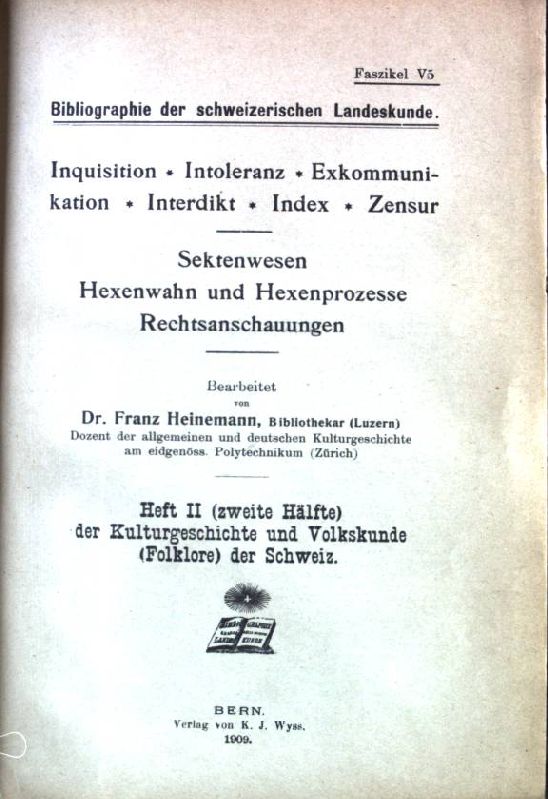 Faszikel V5
Bibliographie der schweizerischen Landeskunde.
Inquisition * Intoleranz * Exkommuni-
kation * Interdikt * Index * Zensur
Sektenwesen
Hexenwahn und Hexenprozesse
Rechtsanschauungen
Bearbeitet
von
Dr. Franz Heinemann, Bibliothekar (Luzern)
Dozent der allgemeinen und deutschen Kulturgeschichte
am eidgenöss. Polytechnikum (Zürich)
Heft II (zweite Hälfte)
der Kulturgeschichte und Volkskunde
(Folklore) der Schweiz.
BERN.
Verlag von K. J. Wyss.
1909.